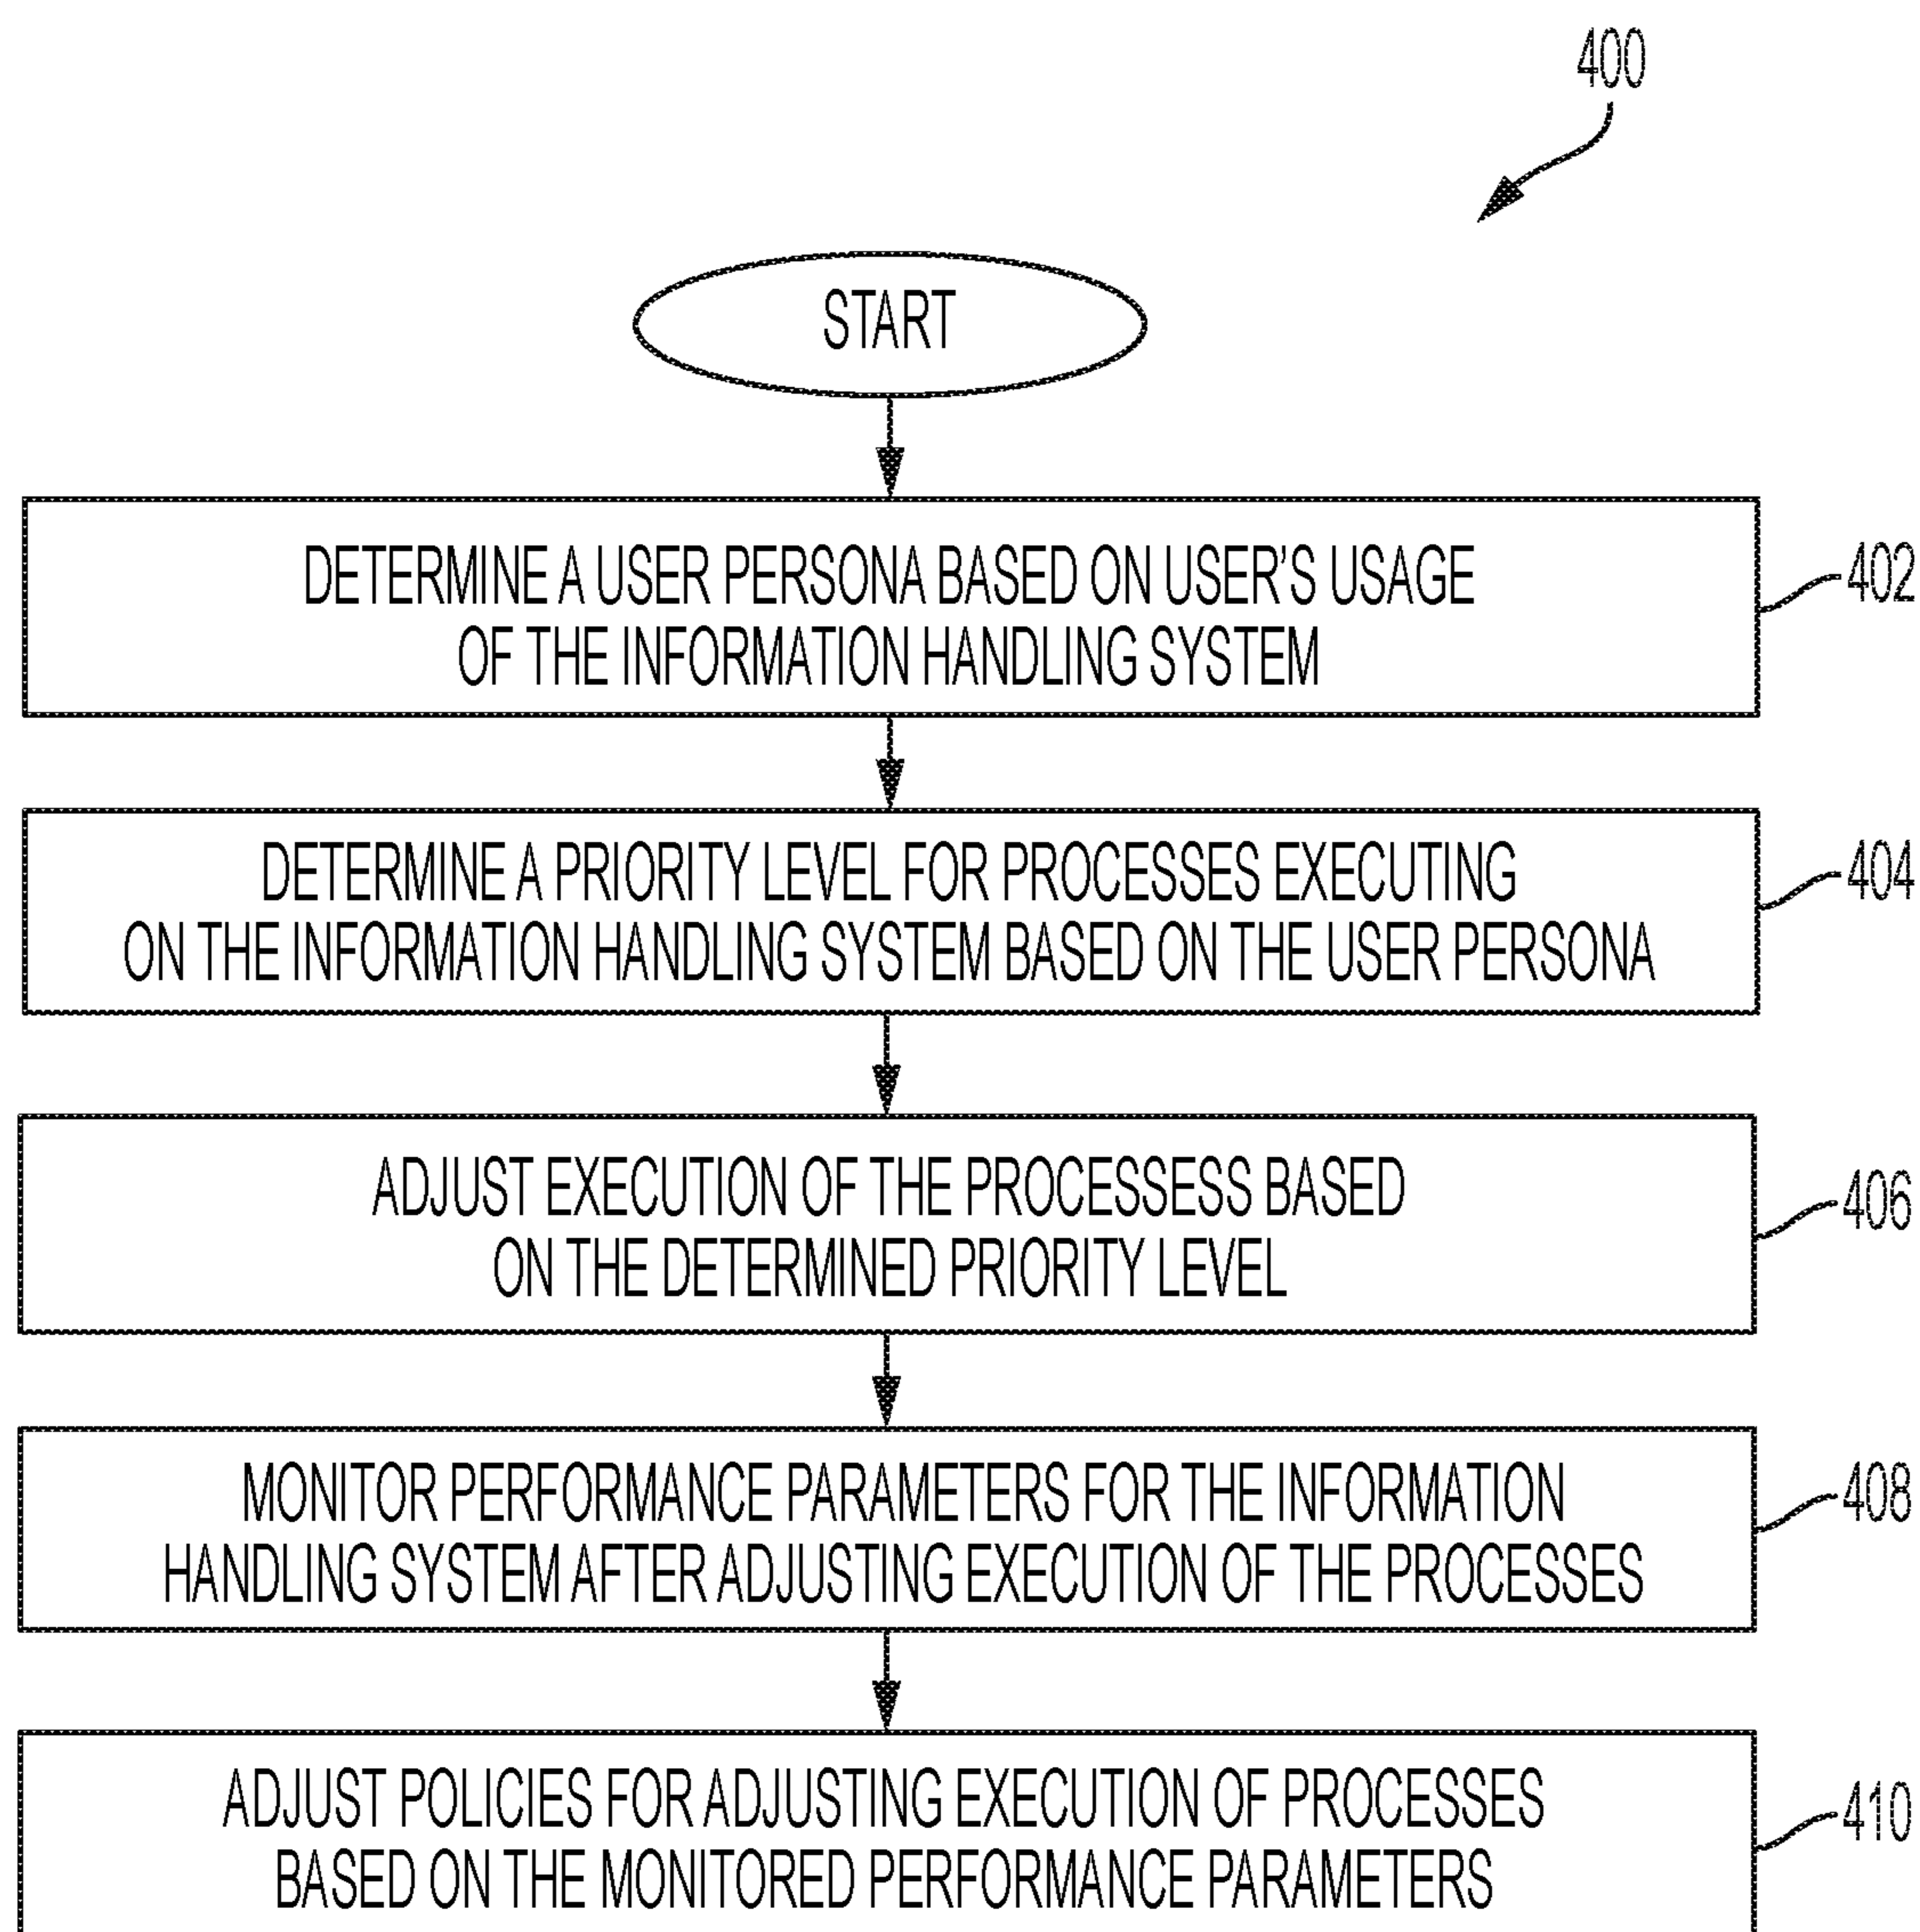 400
START
DETERMINE A USER PERSONA BASED ON USER’S USAGE
OF THE INFORMATION HANDLING SYSTEM
402
DETERMINE A PRIORITY LEVEL FOR PROCESSES EXECUTING
ON THE INFORMATION HANDLING SYSTEM BASED ON THE USER PERSONA
404
ADJUST EXECUTION OF THE PROCESSESS BASED
ON THE DETERMINED PRIORITY LEVEL
406
MONITOR PERFORMANCE PARAMETERS FOR THE INFORMATION
HANDLING SYSTEM AFTER ADJUSTING EXECUTION OF THE PROCESSES
408
ADJUST POLICIES FOR ADJUSTING EXECUTION OF PROCESSES
BASED ON THE MONITORED PERFORMANCE PARAMETERS
410